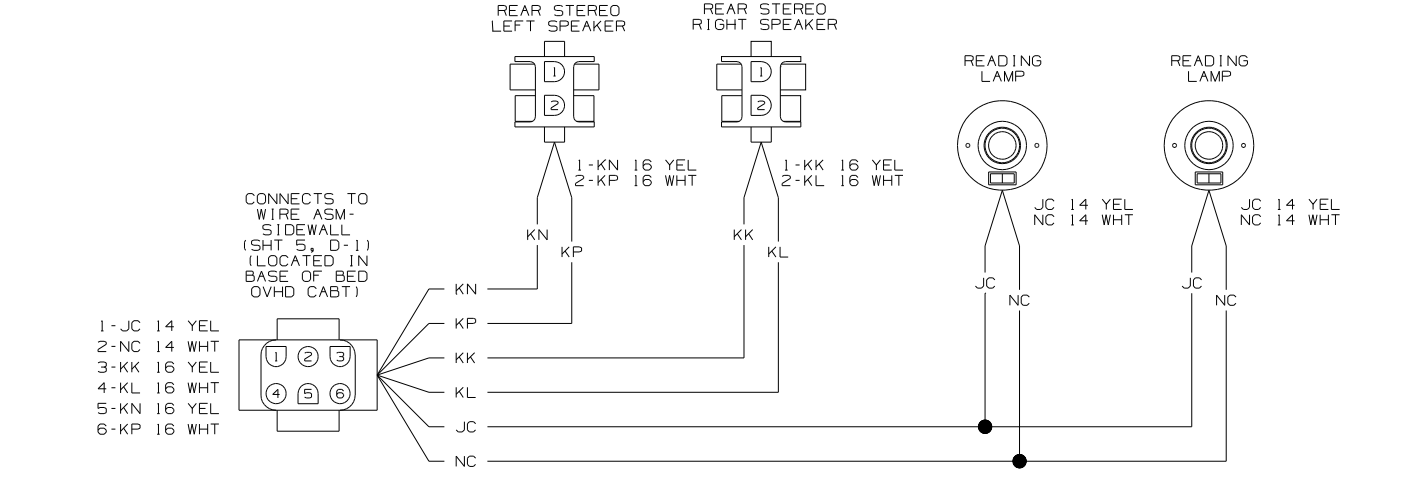 REAR STEREO
LEFT SPEAKER
1
2
1-KN 16 YEL
2-KP 16 WHT
KN
KP
REAR STEREO
RIGHT SPEAKER
1
2
1-KK 16 YEL
2-KL 16 WHT
KK
KL
READING
LAMP
JC 14 YEL
NC 14 WHT
JC
NC
READING
LAMP
JC 14 YEL
NC 14 WHT
JC
NC
CONNECTS TO
WIRE ASM-
SIDEWALL
(SHT 5, D-1)
(LOCATED IN
BASE OF BED
OVHD CABT)
1-JC 14 YEL
2-NC 14 WHT
3-KK 16 YEL
4-KL 16 WHT
5-KN 16 YEL
6-KP 16 WHT
1 2 3
4 5 6
KN
KP
KK
KL
JC
NC